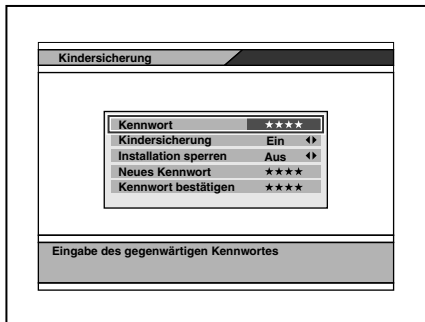 Kindersicherung
Kennwort ★★★★
Kindersicherung Ein
Installation sperren Aus
Neues Kennwort ★★★★
Kennwort bestätigen ★★★★
Eingabe des gegenwärtigen Kennwortes